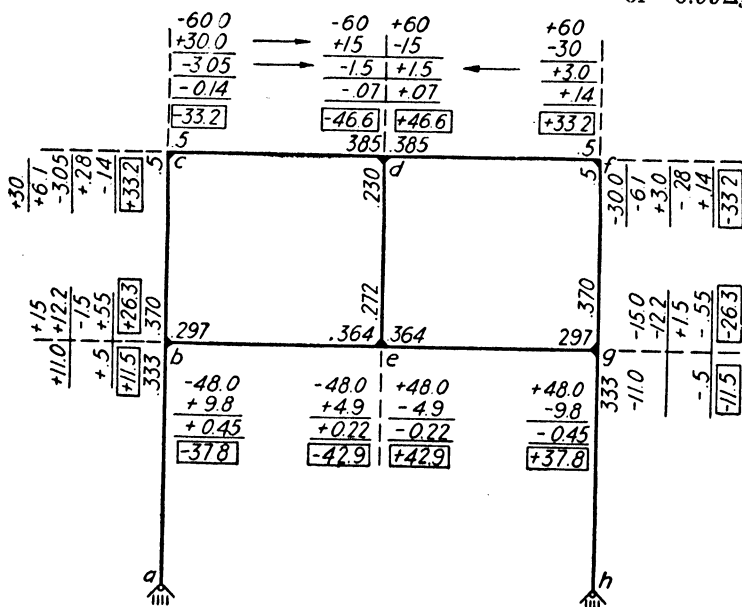 -60.0 -60 +60 +60
+30.0 +15 -15 -30
-3.05 -1.5 +1.5 +3.0
-0.14 -.07 +.07 +.14
-33.2 -46.6 +46.6 +33.2
.5 385 .385 .5
c d f
+30 +6.1 -3.05 +.28 -.14 +33.2 .5
.230
5 -30.0 -6.1 +3.0 -.28 +.14 -33.2
+15 +12.2 -1.5 +.55 +26.3 .370
.272
.370 -15.0 -12.2 +1.5 -.55 -26.3
.297 .364 364 297
b e g
+11.0 +.5 +11.5 .333
333 -11.0 -.5 -11.5
-48.0 -48.0 +48.0 +48.0
+9.8 +4.9 -4.9 -9.8
+0.45 +0.22 -0.22 -0.45
-37.8 -42.9 +42.9 +37.8
a h